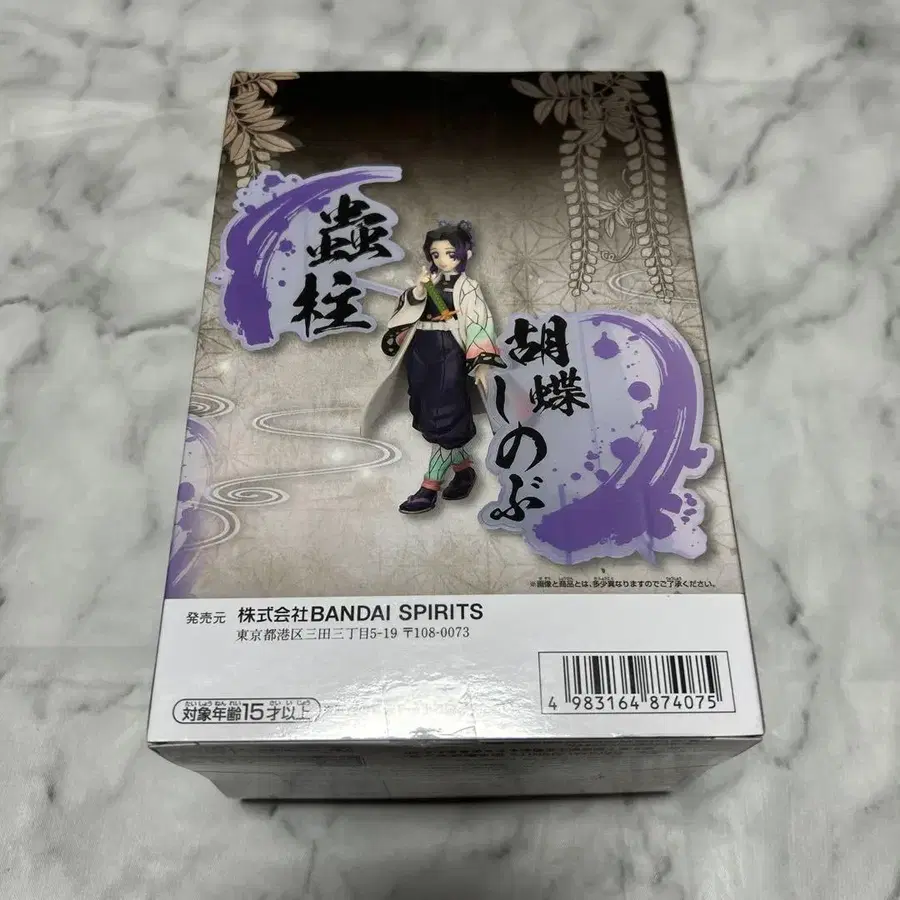 蟲柱
胡蝶
しのぶ
※画像と商品とは、多少異なりますのでご了承ください。
発売元 株式会社BANDAI SPIRITS
東京都港区三田三丁目5-19 〒108-0073
対象年齢15才以上
4 983164 874075